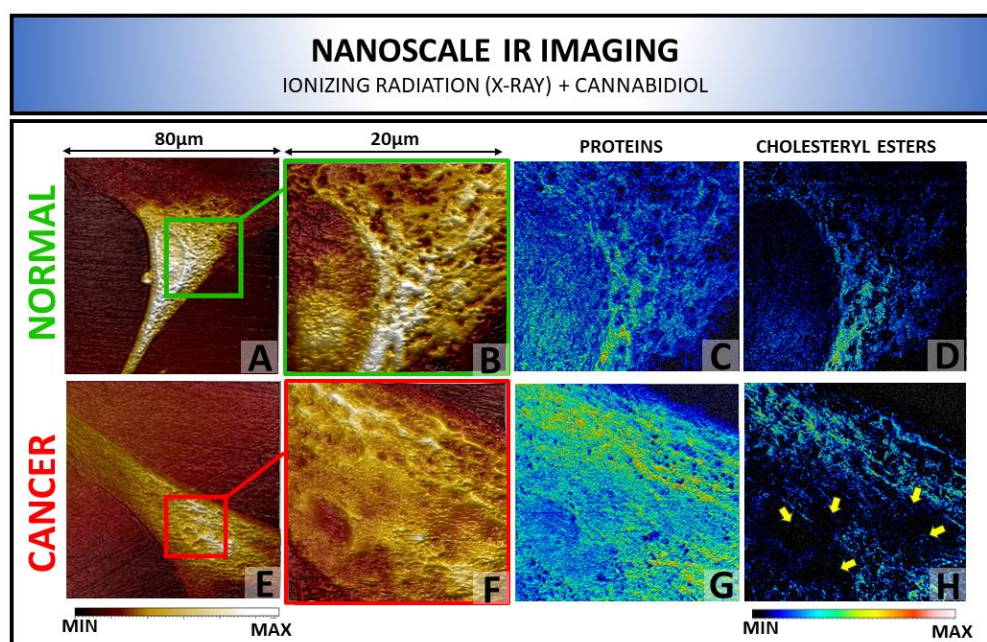 NANOSCALE IR IMAGING
IONIZING RADIATION (X-RAY) + CANNABIDIOL
80µm
20µm
PROTEINS
CHOLESTERYL ESTERS
NORMAL
A
B
C
D
CANCER
E
F
G
H
MIN
MAX
MIN
MAX